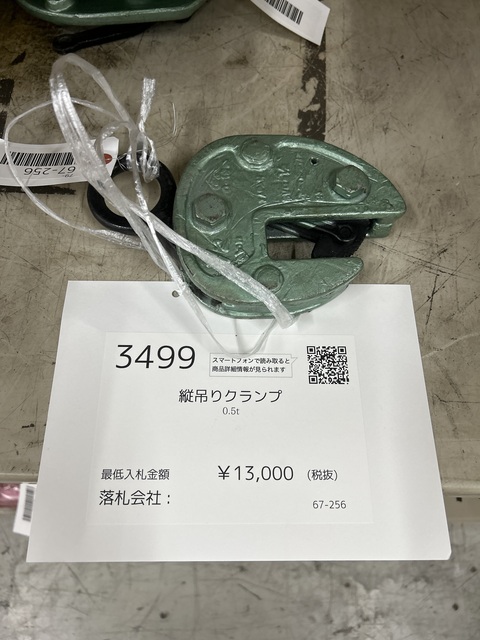 67-256
3499
スマートフォンで読み取ると
商品詳細情報が見られます
縦吊りクランプ
0.5t
最低入札金額 ￥13,000 (税抜)
落札会社：
67-256